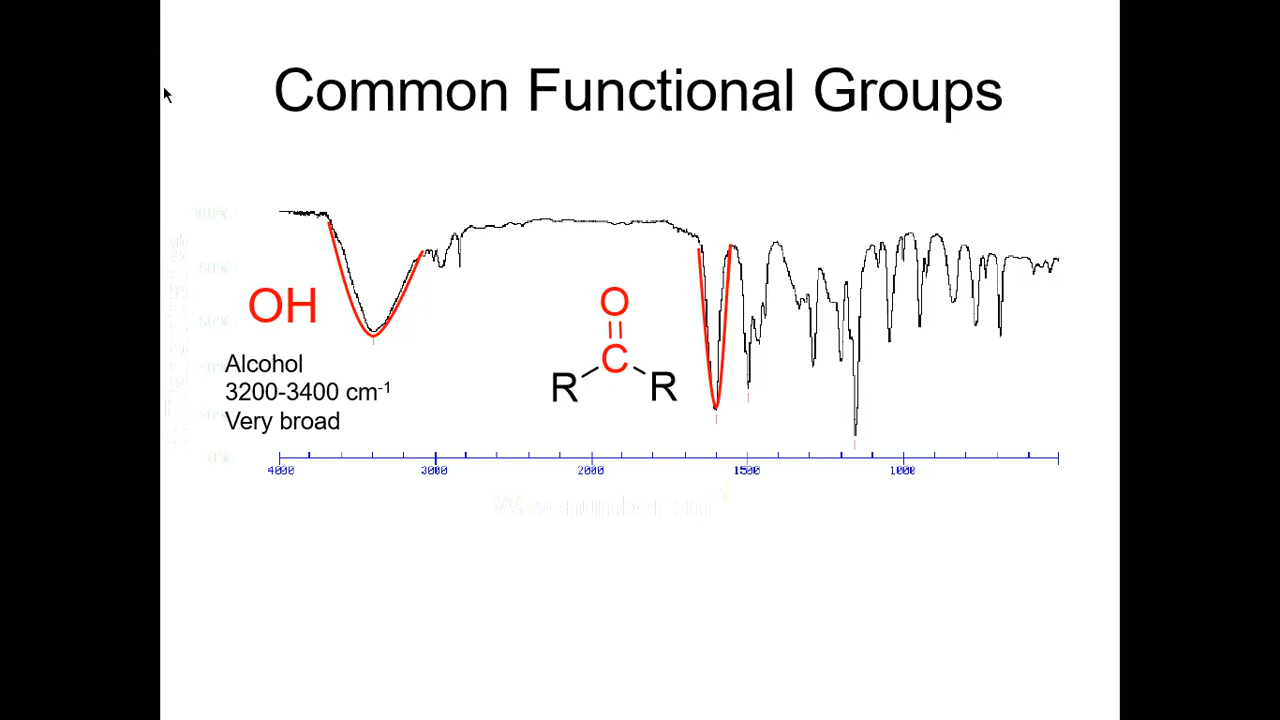 Common Functional Groups
100%
OH
Alcohol
3200-3400 cm-1
Very broad
O
C
R R
0%
4000 3000 2000 1500 1000
Wavenumber cm-1